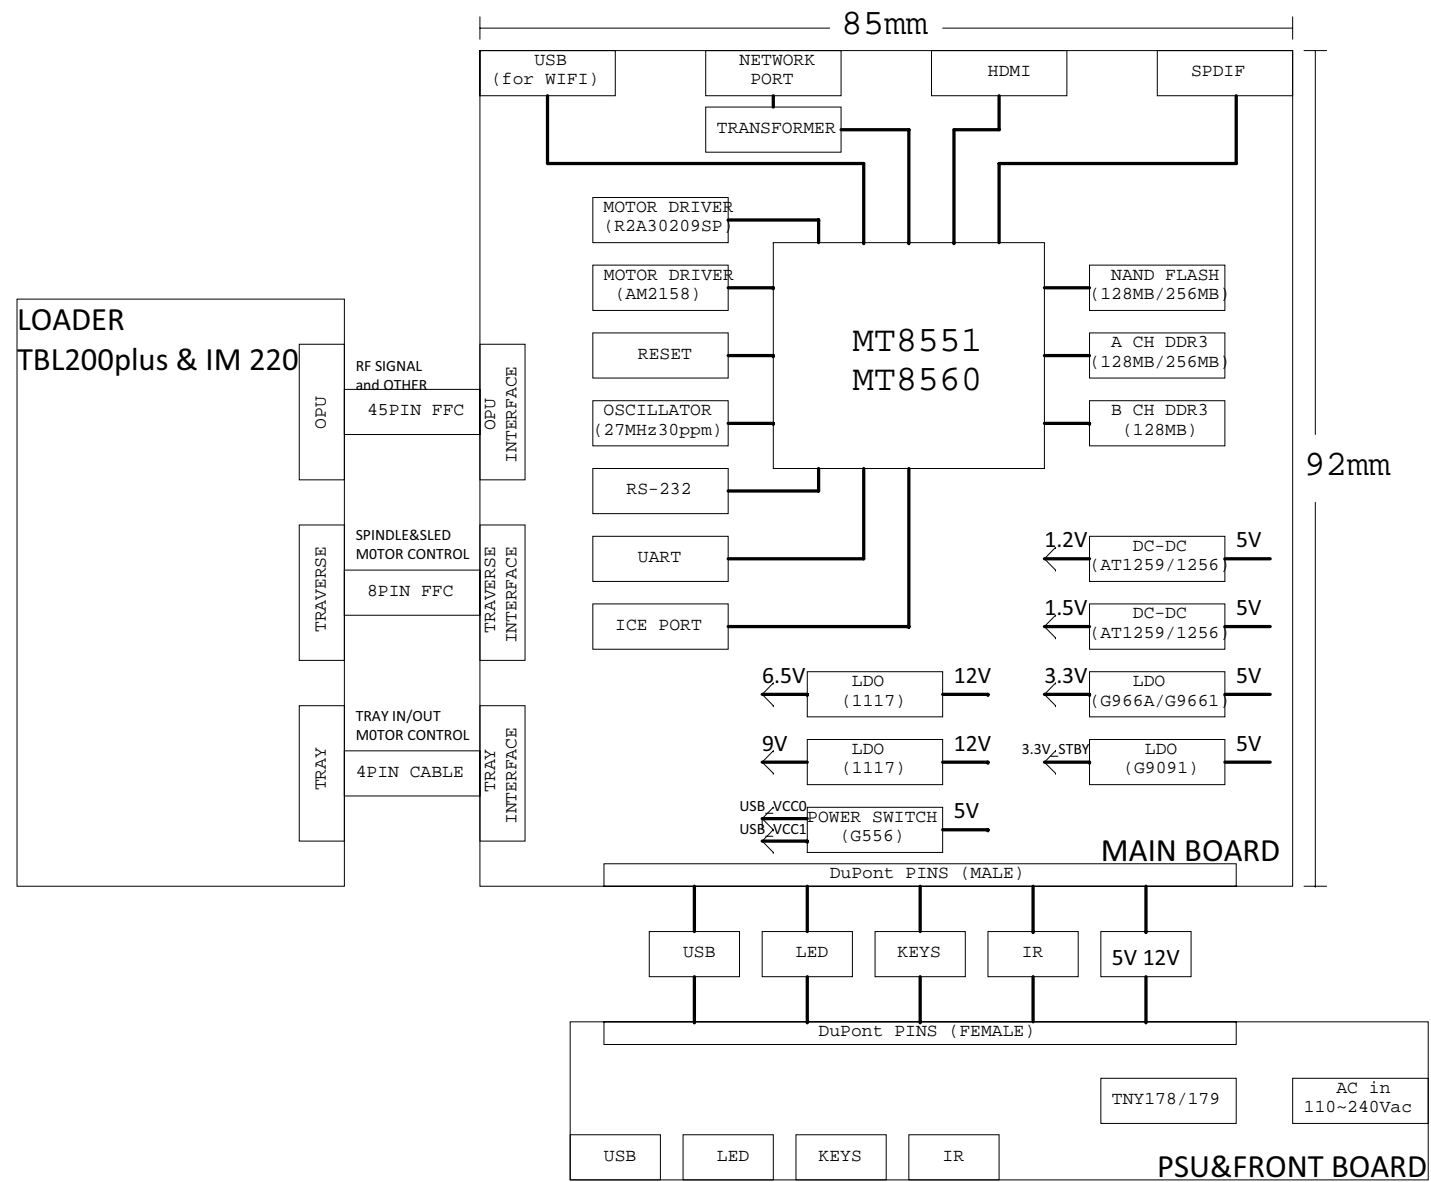 85mm
USB
(for WIFI)
NETWORK
PORT
HDMI
SPDIF
TRANSFORMER
MOTOR DRIVER
(R2A30209SP)
MOTOR DRIVER
(AM2158)
RESET
OSCILLATOR
(27MHz30ppm)
RS-232
UART
ICE PORT
MT8551
MT8560
NAND FLASH
(128MB/256MB)
A CH DDR3
(128MB/256MB)
B CH DDR3
(128MB)
92mm
LOADER
TBL200plus & IM 220
OPU
RF SIGNAL
and OTHER
45PIN FFC
OPU
INTERFACE
TRAVERSE
SPINDLE&SLED
M0TOR CONTROL
8PIN FFC
TRAVERSE
INTERFACE
TRAY
TRAY IN/OUT
M0TOR CONTROL
4PIN CABLE
TRAY
INTERFACE
1.2V
DC-DC
(AT1259/1256)
5V
1.5V
DC-DC
(AT1259/1256)
5V
6.5V
LDO
(1117)
12V
3.3V
LDO
(G966A/G9661)
5V
9V
LDO
(1117)
12V
3.3V_STBY
LDO
(G9091)
5V
USB_VCC0
USB_VCC1
POWER SWITCH
(G556)
5V
MAIN BOARD
DuPont PINS (MALE)
USB
LED
KEYS
IR
5V 12V
DuPont PINS (FEMALE)
TNY178/179
AC in
110~240Vac
USB
LED
KEYS
IR
PSU&FRONT BOARD